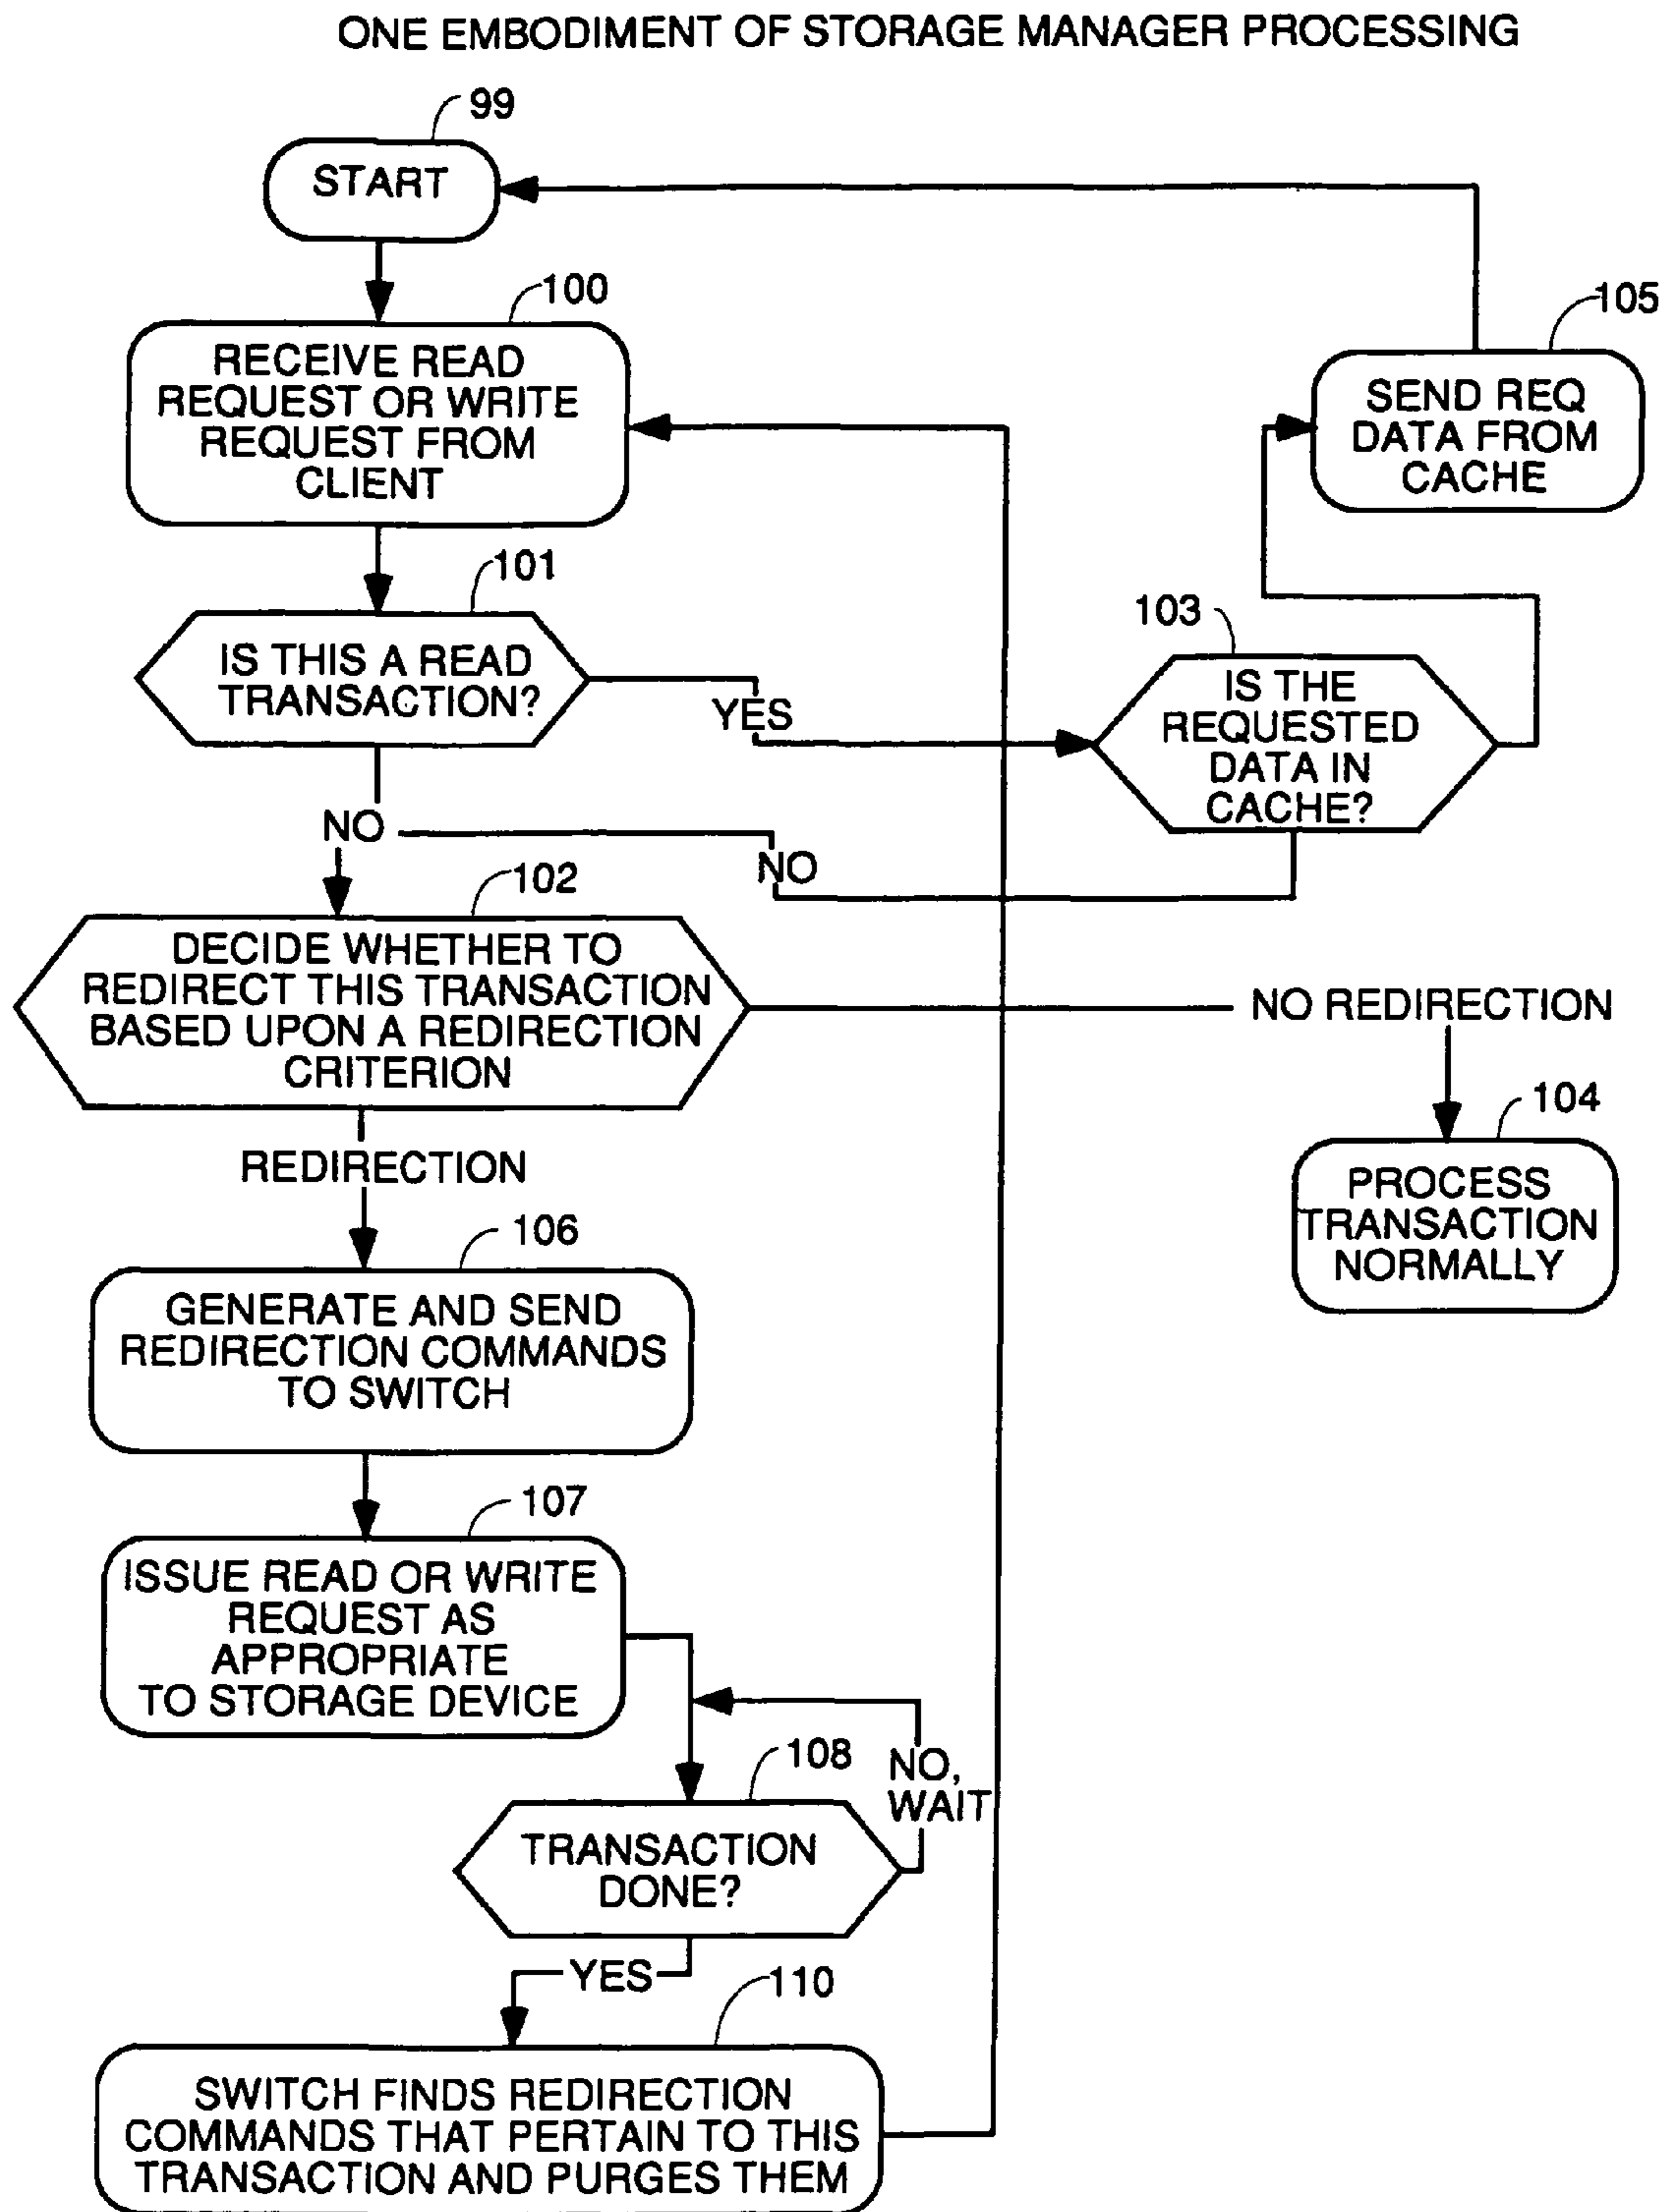 ONE EMBODIMENT OF STORAGE MANAGER PROCESSING
99
START
100
RECEIVE READ
REQUEST OR WRITE
REQUEST FROM
CLIENT
105
SEND REQ
DATA FROM
CACHE
101
IS THIS A READ
TRANSACTION?
YES
103
IS THE
REQUESTED
DATA IN
CACHE?
NO
NO
102
DECIDE WHETHER TO
REDIRECT THIS TRANSACTION
BASED UPON A REDIRECTION
CRITERION
NO REDIRECTION
104
PROCESS
TRANSACTION
NORMALLY
REDIRECTION
106
GENERATE AND SEND
REDIRECTION COMMANDS
TO SWITCH
107
ISSUE READ OR WRITE
REQUEST AS
APPROPRIATE
TO STORAGE DEVICE
108
NO,
WAIT
TRANSACTION
DONE?
YES
110
SWITCH FINDS REDIRECTION
COMMANDS THAT PERTAIN TO THIS
TRANSACTION AND PURGES THEM